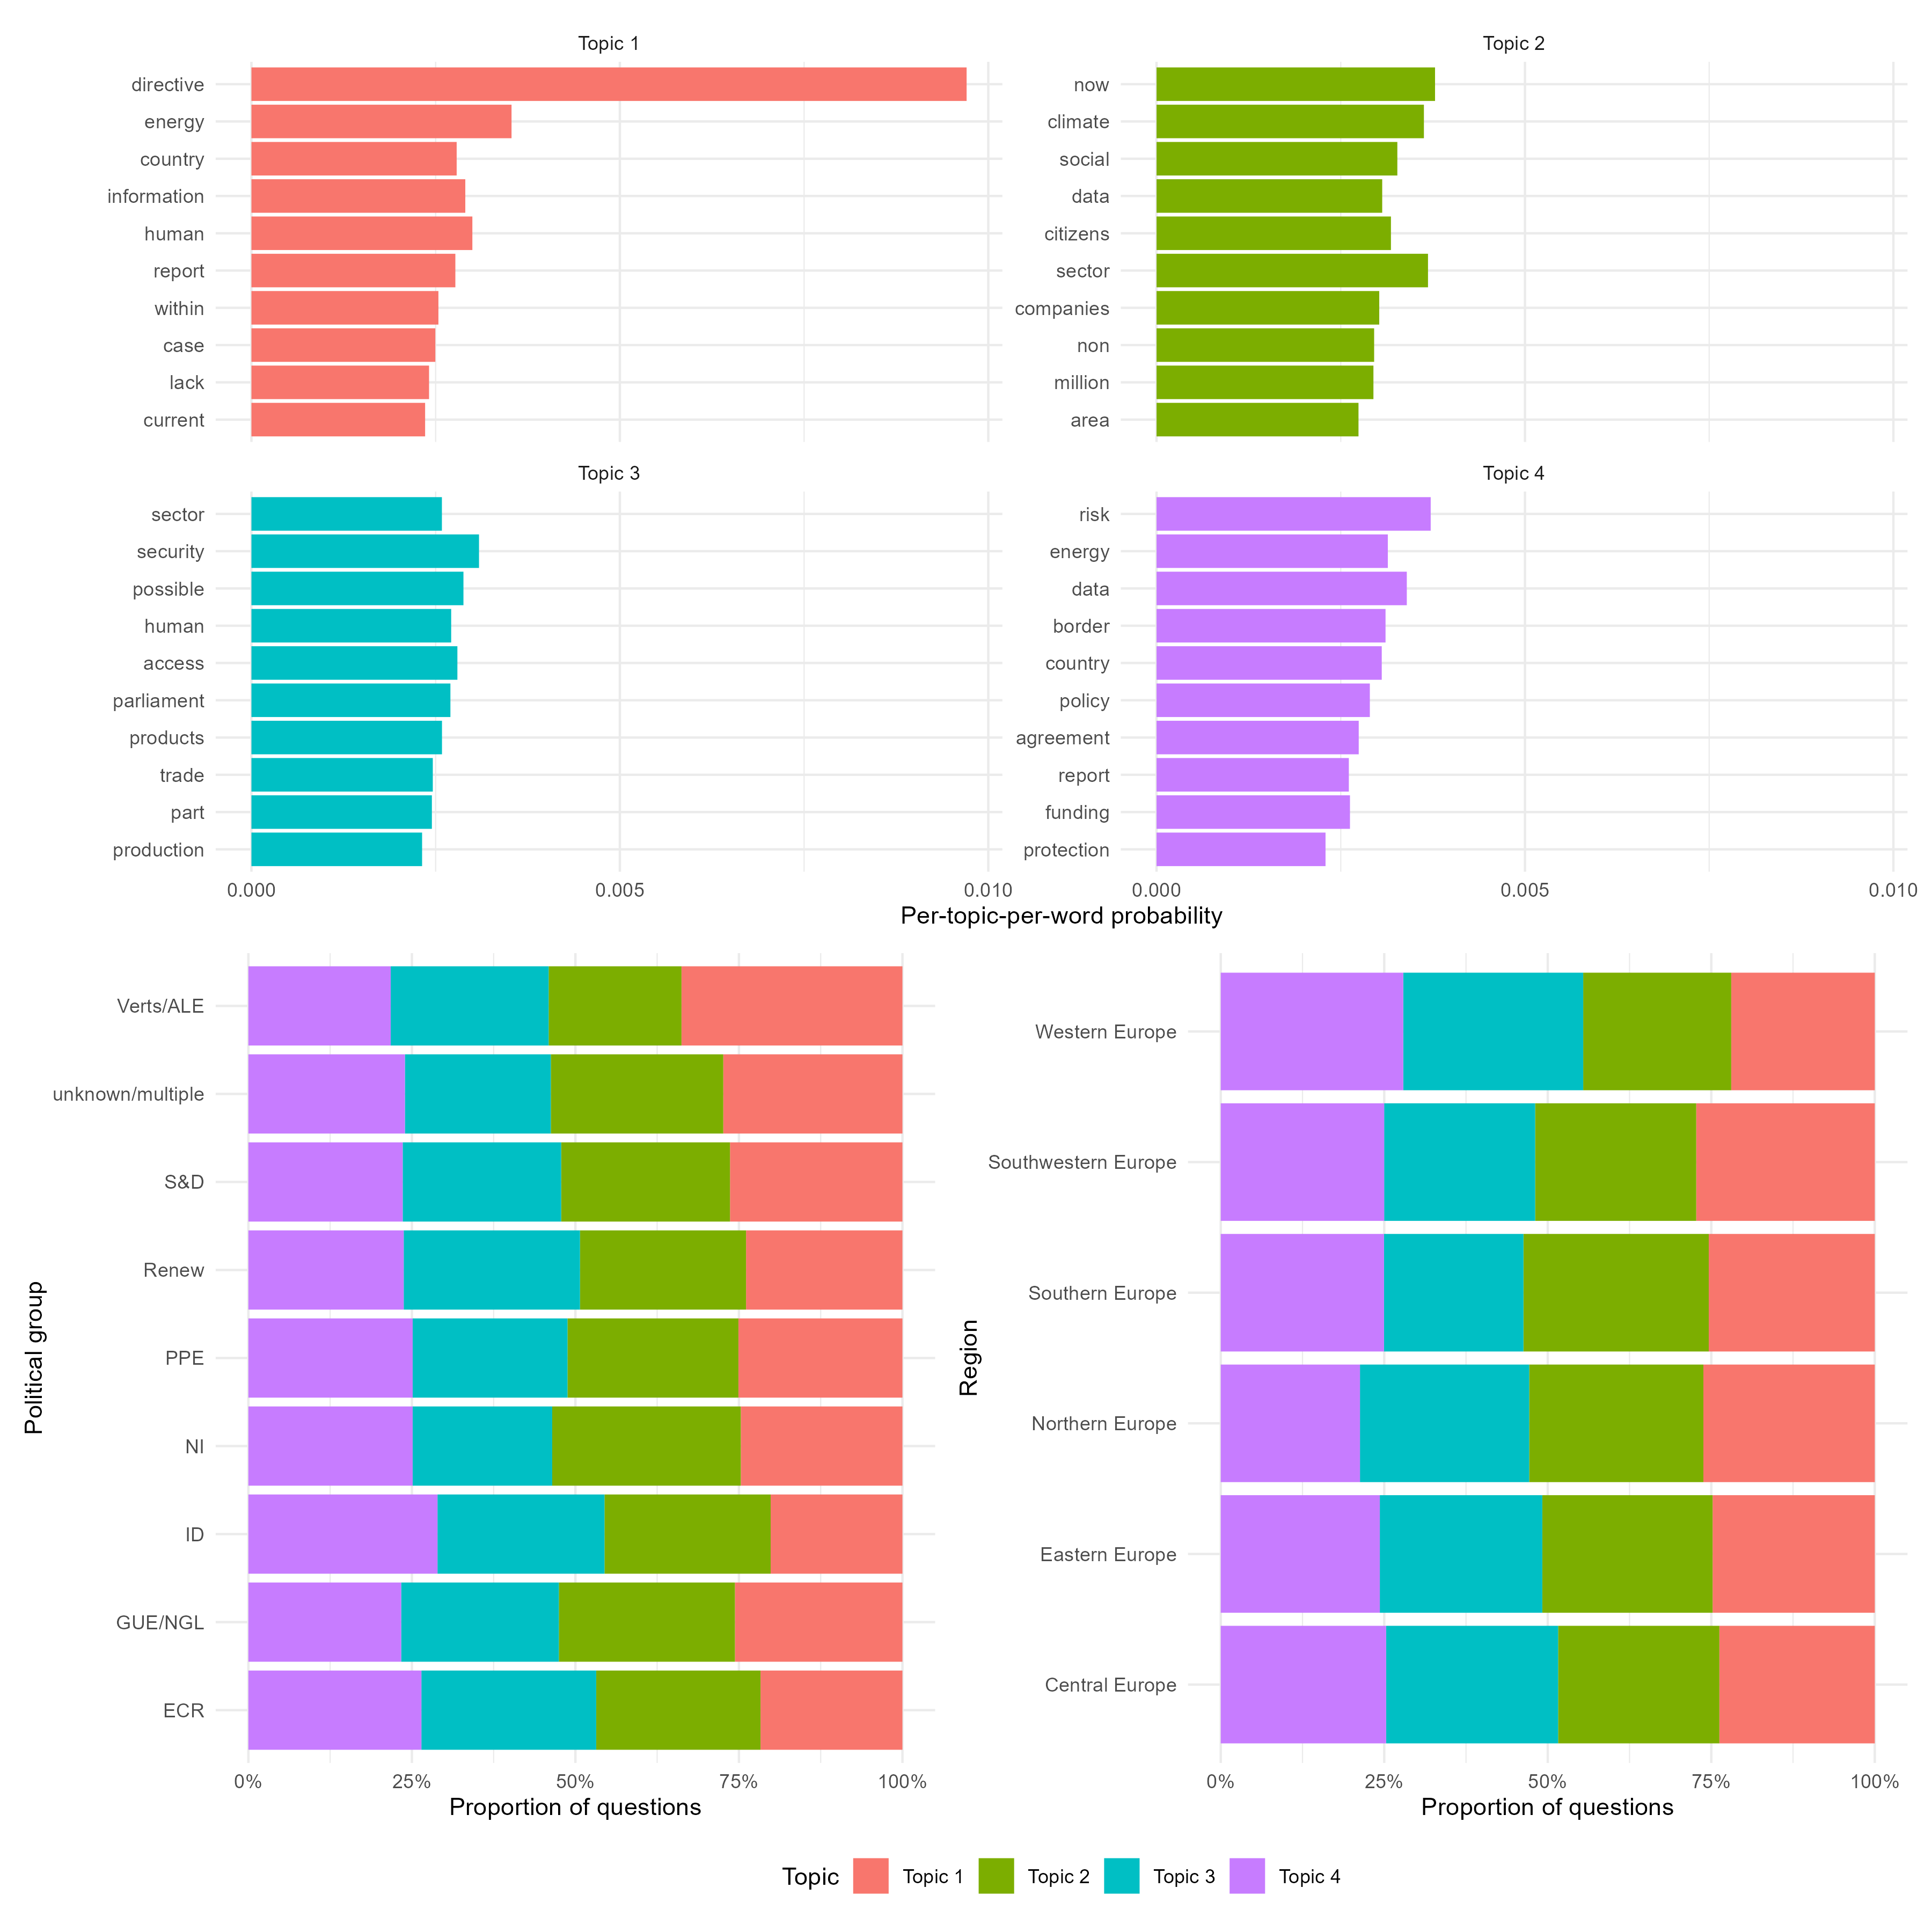 Topic 1
directive
energy
country
information
human
report
within
case
lack
current
Topic 2
now
climate
social
data
citizens
sector
companies
non
million
area
Topic 3
sector
security
possible
human
access
parliament
products
trade
part
production
0.000 0.005 0.010
Topic 4
risk
energy
data
border
country
policy
agreement
report
funding
protection
0.000 0.005 0.010
Per-topic-per-word probability
Political group
Verts/ALE
unknown/multiple
S&D
Renew
PPE
NI
ID
GUE/NGL
ECR
0% 25% 50% 75% 100%
Proportion of questions
Region
Western Europe
Southwestern Europe
Southern Europe
Northern Europe
Eastern Europe
Central Europe
0% 25% 50% 75% 100%
Proportion of questions
Topic Topic 1 Topic 2 Topic 3 Topic 4